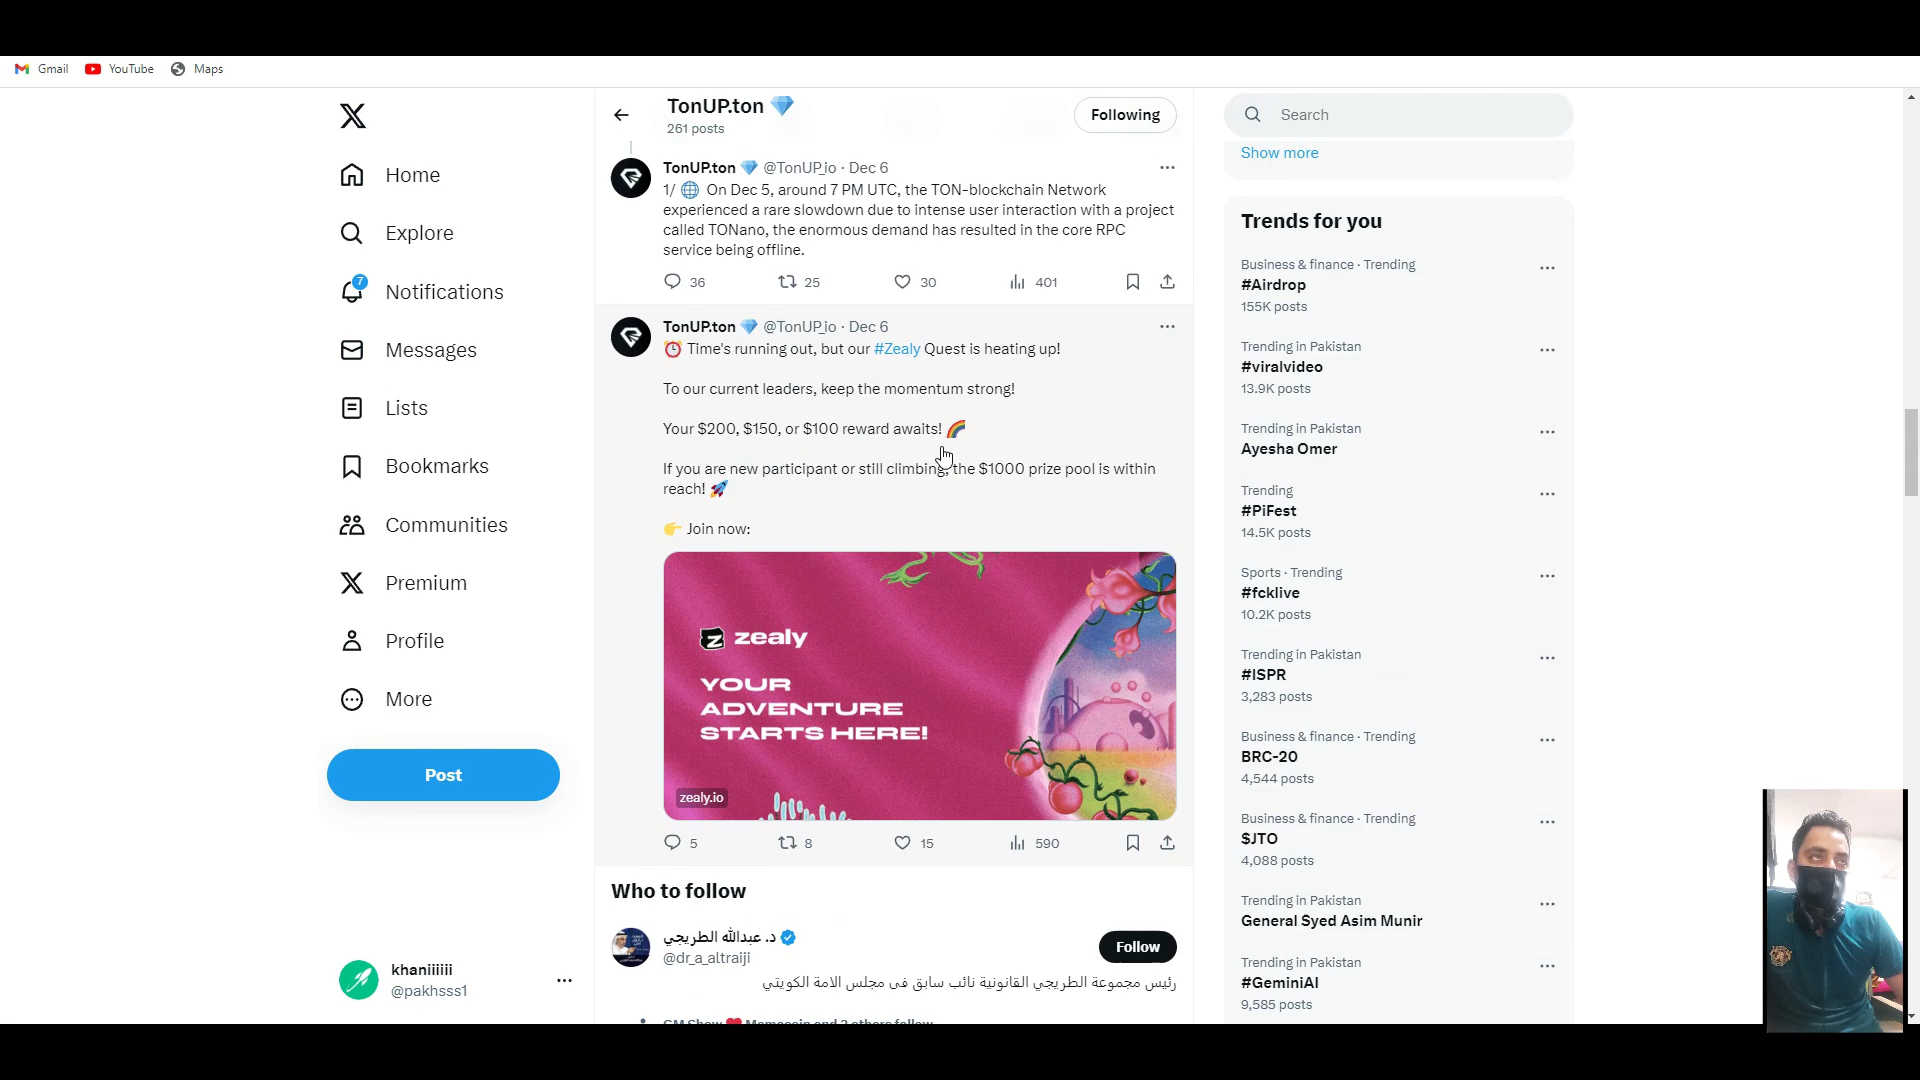 Gmail
YouTube
Maps
Home
Explore
7
Notifications
Messages
Lists
Bookmarks
Communities
Premium
Profile
More
Post
khaniiiiii
@pakhsss1
TonUP.ton
261 posts
Following
TonUP.ton @TonUP_io · Dec 6
1/ On Dec 5, around 7 PM UTC, the TON-blockchain Network
experienced a rare slowdown due to intense user interaction with a project
called TONano, the enormous demand has resulted in the core RPC
service being offline.
36 25 30 401
TonUP.ton @TonUP_io · Dec 6
Time's running out, but our #Zealy Quest is heating up!
To our current leaders, keep the momentum strong!
Your $200, $150, or $100 reward awaits!
If you are new participant or still climbing, the $1000 prize pool is within
reach!
Join now:
zealy
YOUR
ADVENTURE
STARTS HERE!
zealy.io
5 8 15 590
Who to follow
د. عبدالله الطريجي
@dr_a_altraiji
Follow
رئيس مجموعة الطريجي القانونية نائب سابق في مجلس الامة الكويتي
Search
Show more
Trends for you
Business & finance · Trending
#Airdrop
155K posts
Trending in Pakistan
#viralvideo
13.9K posts
Trending in Pakistan
Ayesha Omer
Trending
#PiFest
14.5K posts
Sports · Trending
#fcklive
10.2K posts
Trending in Pakistan
#ISPR
3,283 posts
Business & finance · Trending
BRC-20
4,544 posts
Business & finance · Trending
$JTO
4,088 posts
Trending in Pakistan
General Syed Asim Munir
Trending in Pakistan
#GeminiAI
9,585 posts